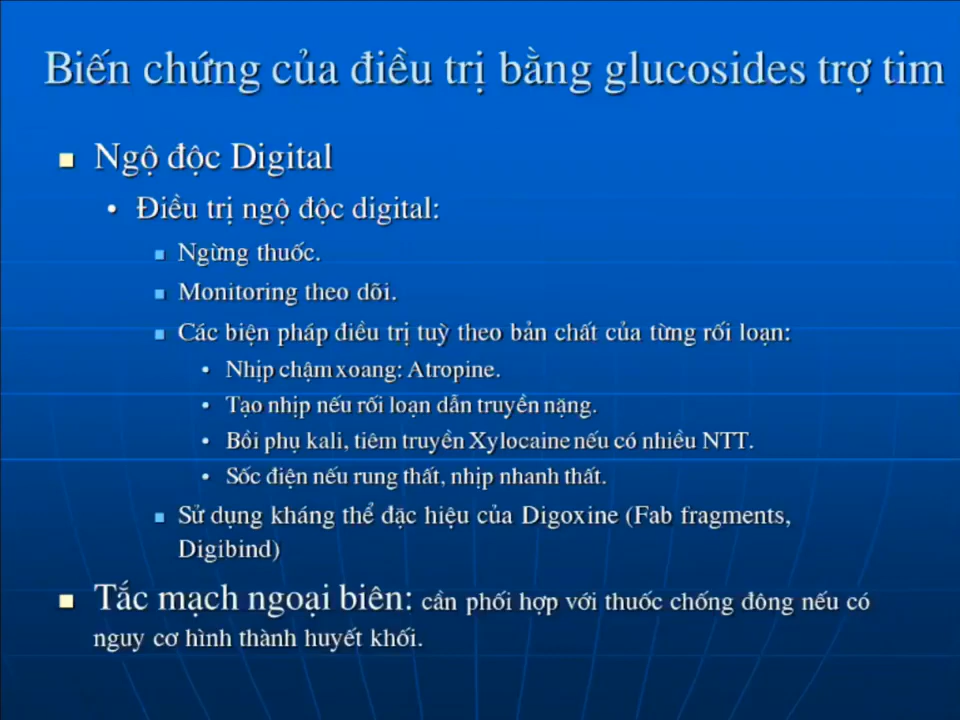 Biến chứng của điều trị bằng glucosides trợ tim
Ngộ độc Digital
Điều trị ngộ độc digital:
Ngừng thuốc.
Monitoring theo dõi.
Các biện pháp điều trị tuỳ theo bản chất của từng rối loạn:
Nhịp chậm xoang: Atropine.
Tạo nhịp nếu rối loạn dẫn truyền nặng.
Bồi phụ kali, tiêm truyền Xylocaine nếu có nhiều NTT.
Sốc điện nếu rung thất, nhịp nhanh thất.
Sử dụng kháng thể đặc hiệu của Digoxine (Fab fragments,
Digibind)
Tắc mạch ngoại biên: cần phối hợp với thuốc chống đông nếu có
nguy cơ hình thành huyết khối.